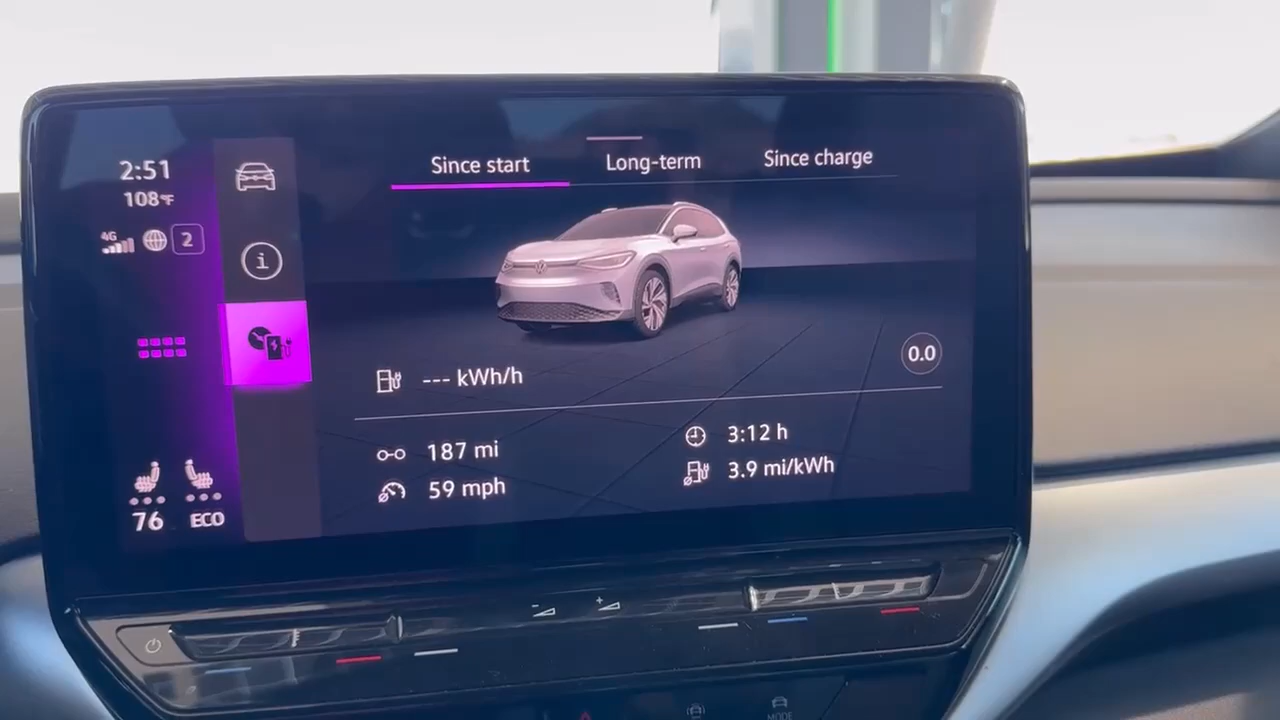 Since start
Long-term
Since charge
2:51
108°F
4G
2
0.0
--- kWh/h
187 mi
3:12 h
59 mph
3.9 mi/kWh
76
ECO
MODE